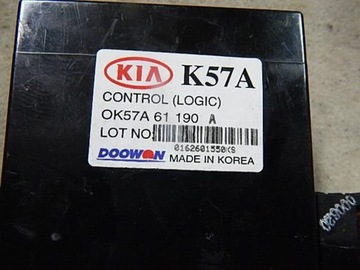 KIA K57A
CONTROL (LOGIC)
OK57A 61 190 A
LOT NO:
0162601550KS
DOOWON MADE IN KOREA